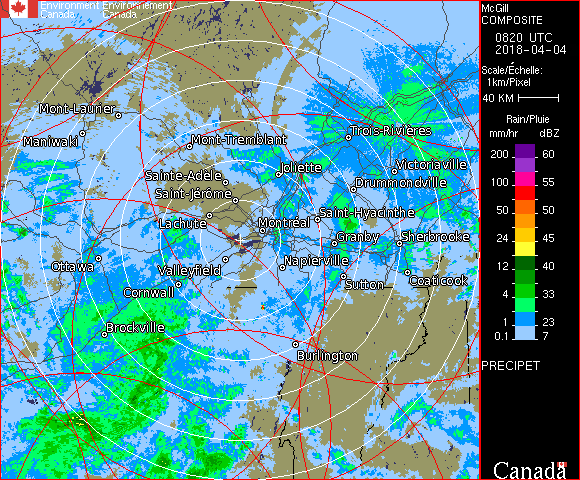 Environment Environnement
Canada Canada
McGill
COMPOSITE
0820 UTC
2018-04-04
Scale/Échelle:
1km/Pixel
40 KM
Rain/Pluie
mm/hr dBZ
200 60
150 57
100 55
50 50
24 45
12 40
4 33
1 23
0.1 7
PRECIPET
Mont-Laurier
Maniwaki
Mont-Tremblant
Trois-Rivières
Sainte-Adèle
Joliette
Victoriaville
Saint-Jérôme
Drummondville
Lachute
Montréal
Saint-Hyacinthe
Granby
Sherbrooke
Ottawa
Valleyfield
Napierville
Cornwall
Sutton
Coaticook
Brockville
Burlington
Canada